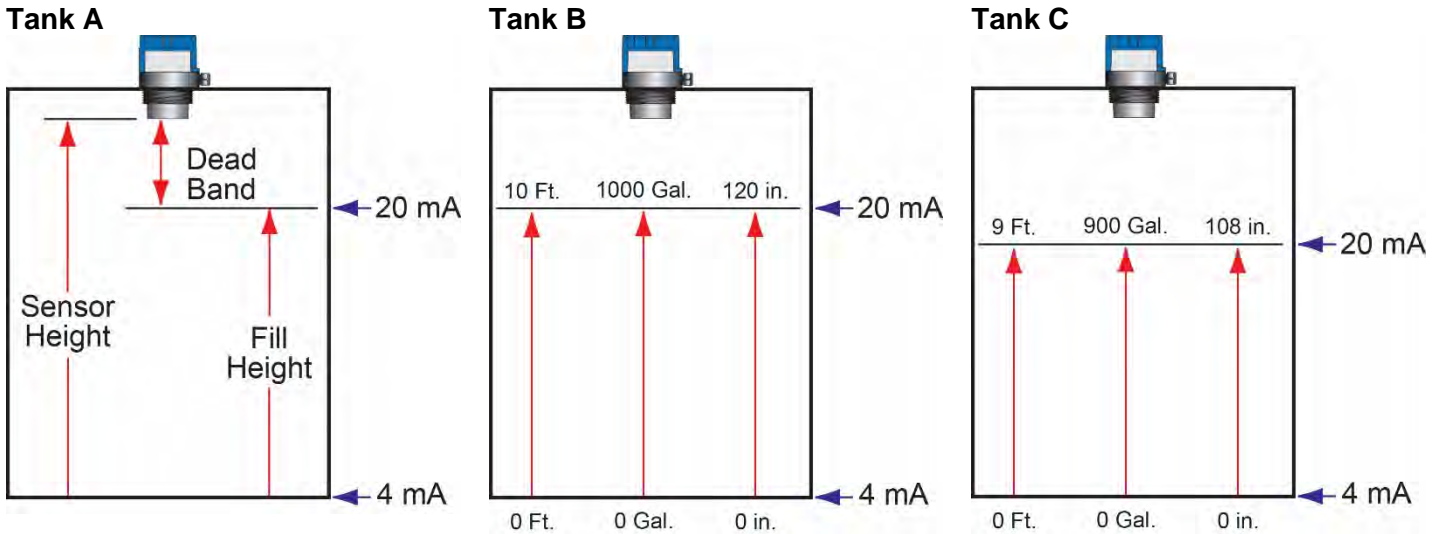 Tank A
Dead
Band
20 mA
Sensor
Height
Fill
Height
4 mA
Tank B
10 Ft. 1000 Gal. 120 in.
20 mA
4 mA
0 Ft. 0 Gal. 0 in.
Tank C
9 Ft. 900 Gal. 108 in.
20 mA
4 mA
0 Ft. 0 Gal. 0 in.